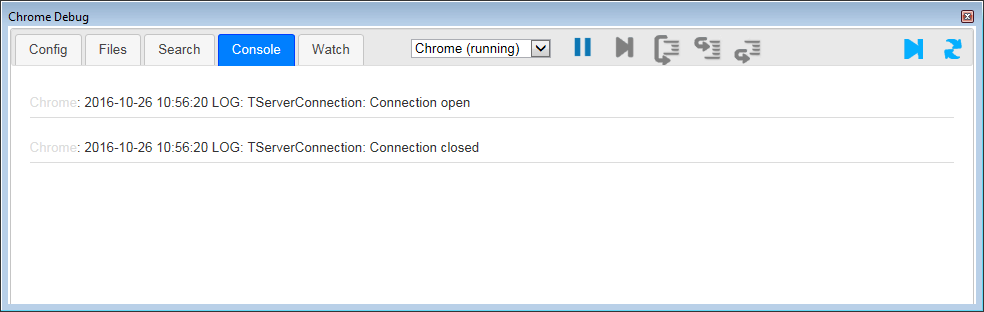 Chrome Debug
Config Files Search Console Watch Chrome (running)
Chrome: 2016-10-26 10:56:20 LOG: TServerConnection: Connection open
Chrome: 2016-10-26 10:56:20 LOG: TServerConnection: Connection closed